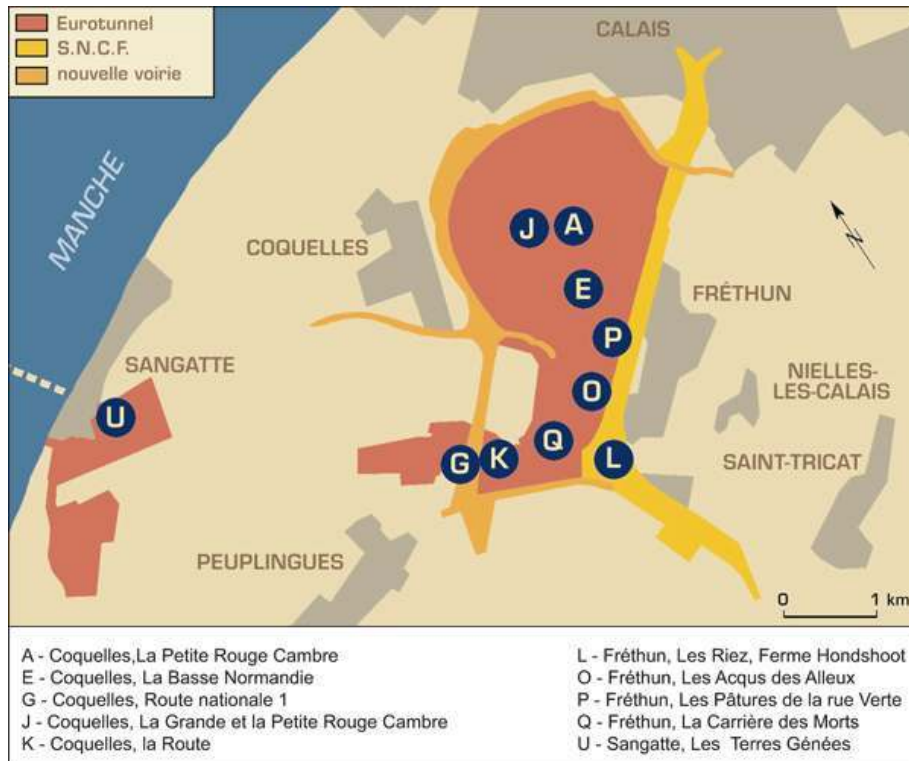 Eurotunnel
S.N.C.F.
nouvelle voirie
CALAIS
MANCHE
J
A
COQUELLES
N
E
FRÉTHUN
P
SANGATTE
NIELLES-
LES-CALAIS
O
U
Q
G
K
L
SAINT-TRICAT
PEUPLINGUES
0 1 km
A - Coquelles,La Petite Rouge Cambre
E - Coquelles, La Basse Normandie
G - Coquelles, Route nationale 1
J - Coquelles, La Grande et la Petite Rouge Cambre
K - Coquelles, la Route
L - Fréthun, Les Riez, Ferme Hondshoot
O - Fréthun, Les Acqus des Alleux
P - Fréthun, Les Pâtures de la rue Verte
Q - Fréthun, La Carrière des Morts
U - Sangatte, Les Terres Génées